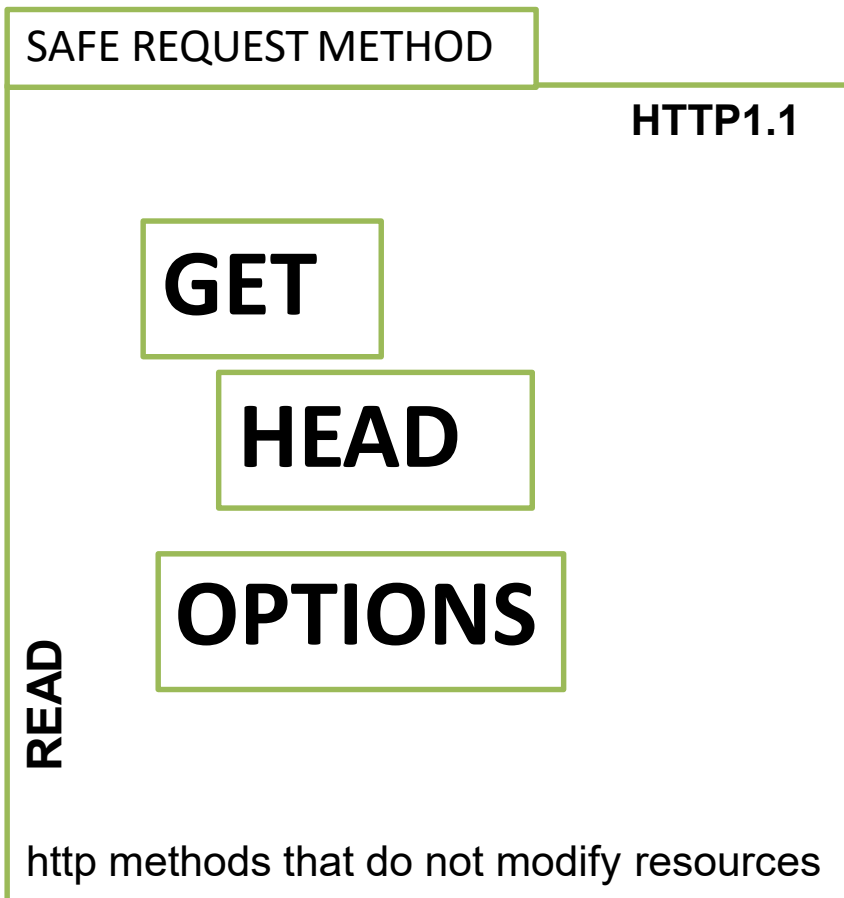 SAFE REQUEST METHOD
HTTP1.1
GET
HEAD
OPTIONS
READ
http methods that do not modify resources